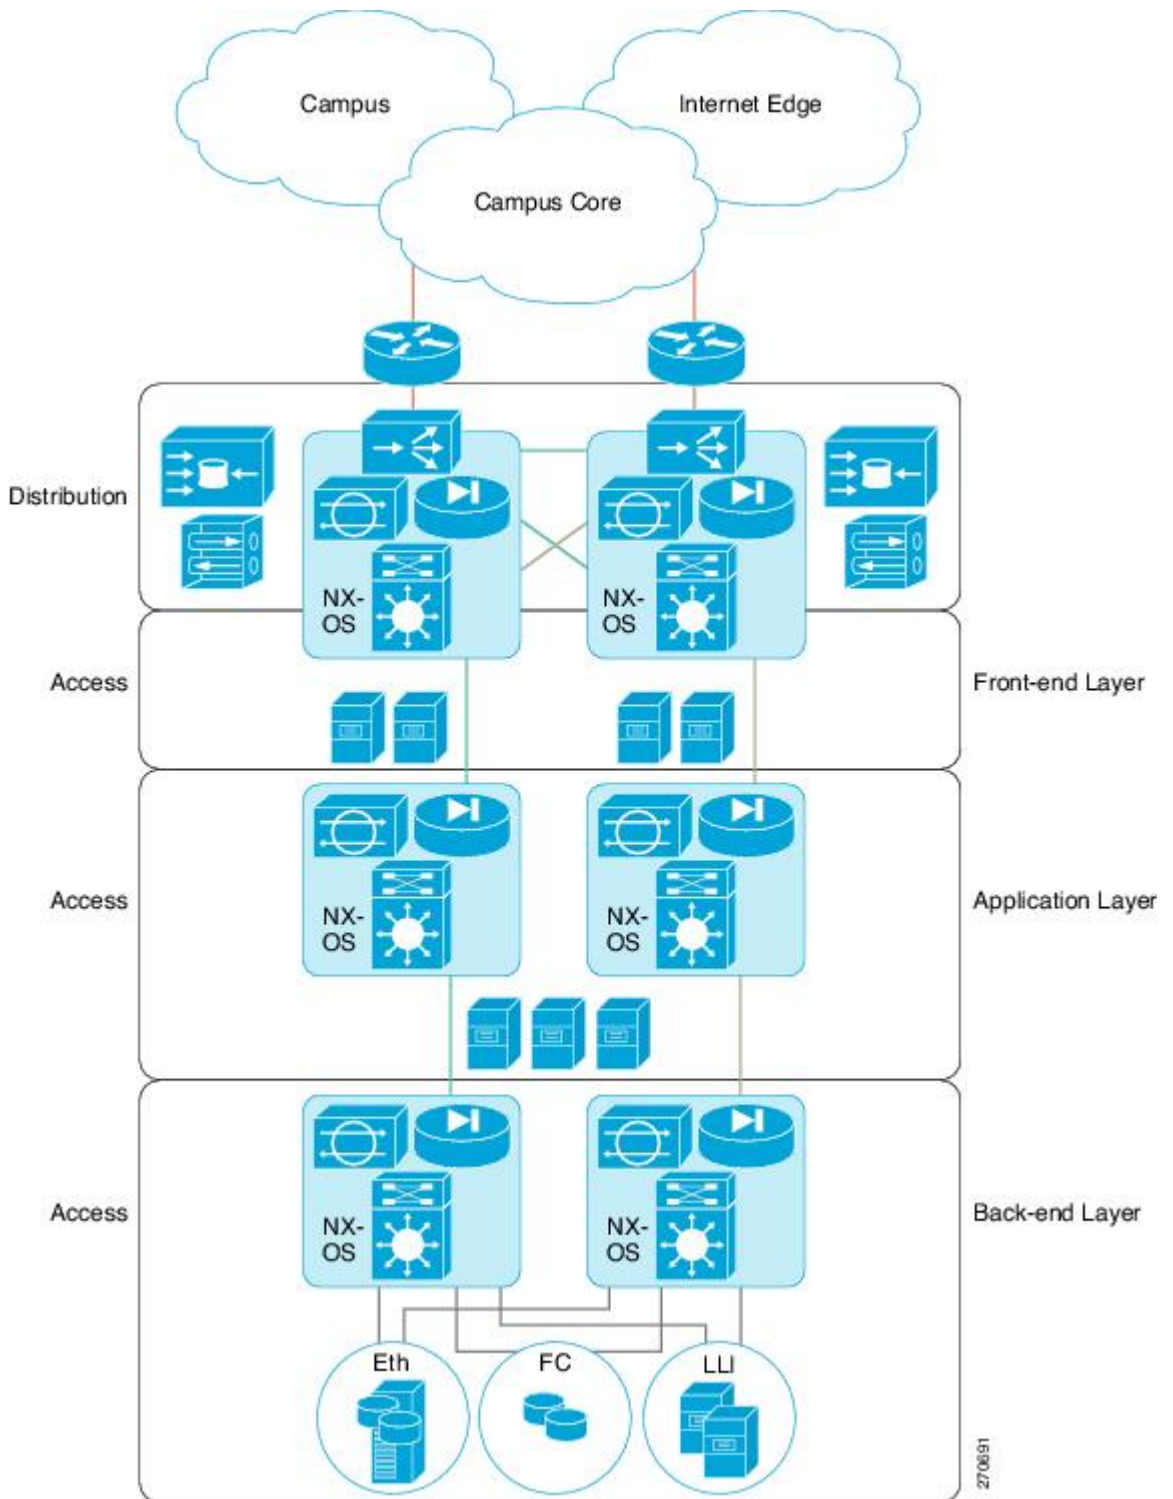 Campus
Internet Edge
Campus Core
Distribution
NX-
OS
NX-
OS
Access
Front-end Layer
Access
NX-
OS
NX-
OS
Application Layer
Access
NX-
OS
NX-
OS
Back-end Layer
Eth
FC
LLI
270691